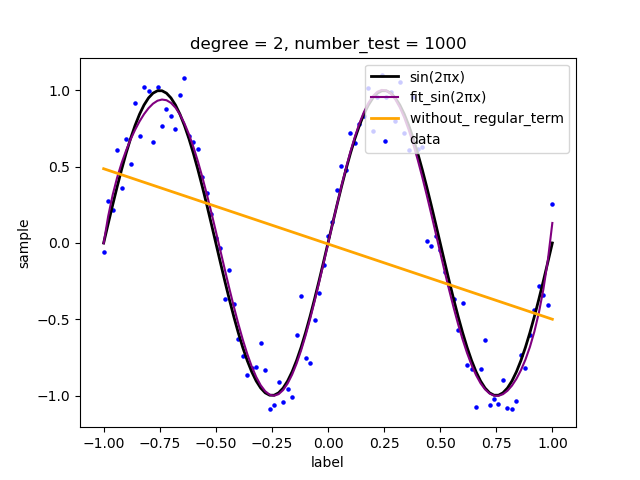 degree = 2, number_test = 1000
sin(2πx)
fit_sin(2πx)
without_ regular_term
data
1.0
0.5
0.0
−0.5
−1.0
sample
−1.00 −0.75 −0.50 −0.25 0.00 0.25 0.50 0.75 1.00
label